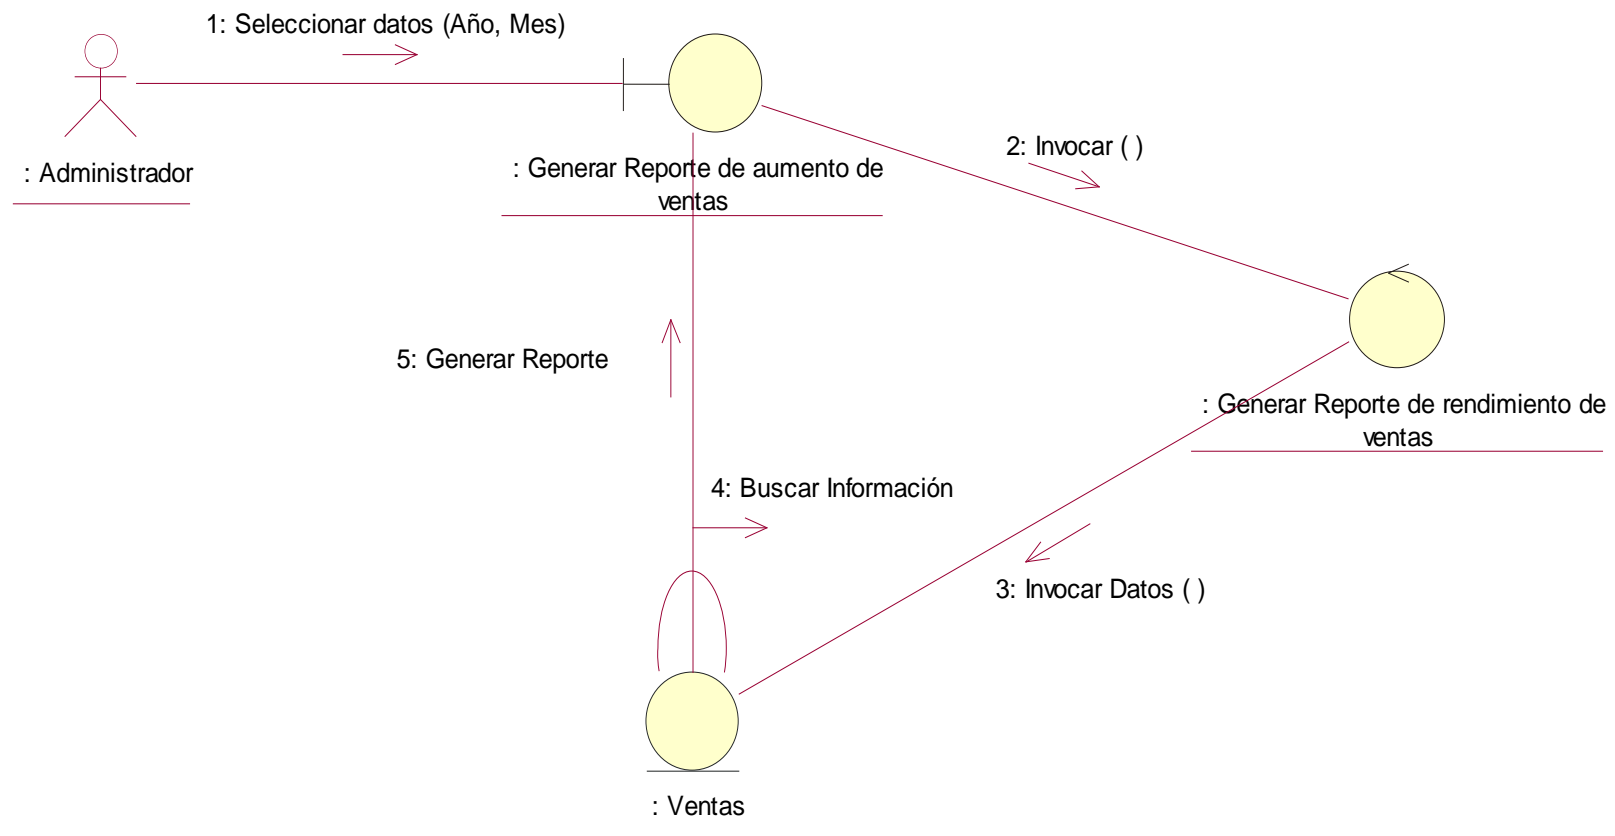 1: Seleccionar datos (Año, Mes)
: Administrador
: Generar Reporte de aumento de
ventas
2: Invocar ( )
5: Generar Reporte
: Generar Reporte de rendimiento de
ventas
4: Buscar Información
3: Invocar Datos ( )
: Ventas